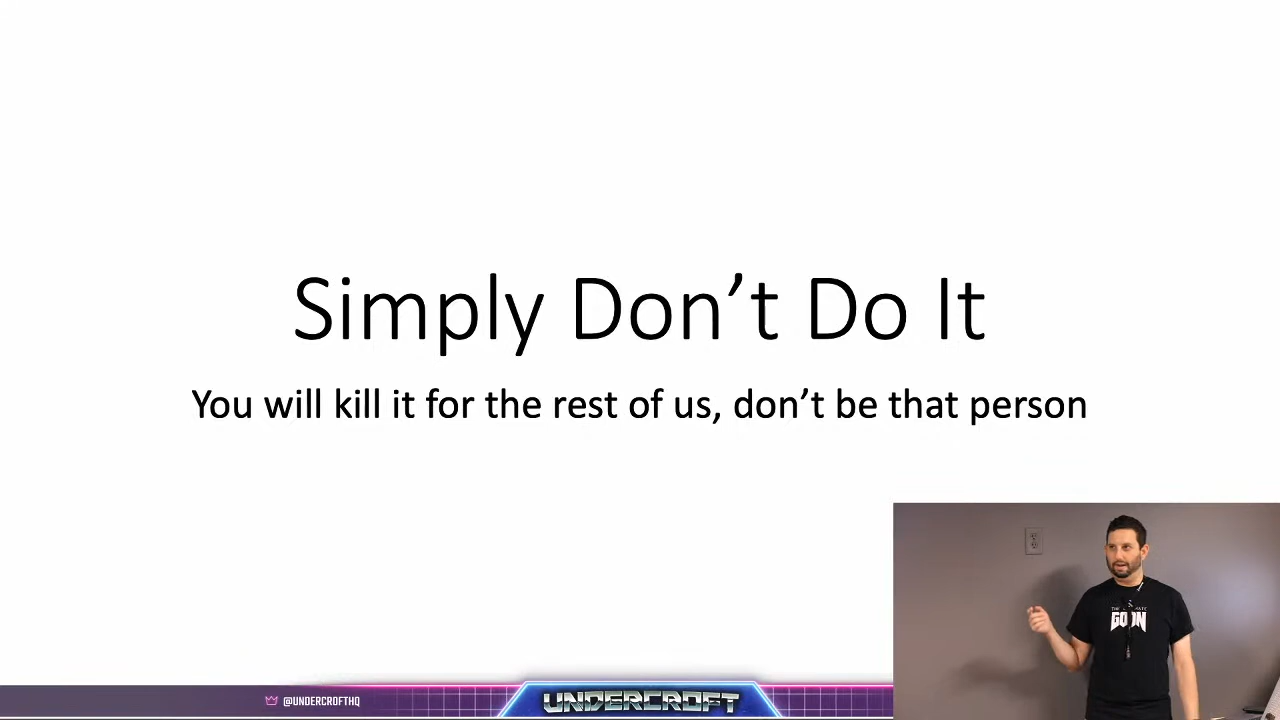 Simply Don’t Do It
You will kill it for the rest of us, don’t be that person
GOON
@UNDERCROFTHQ
UNDERCROFT